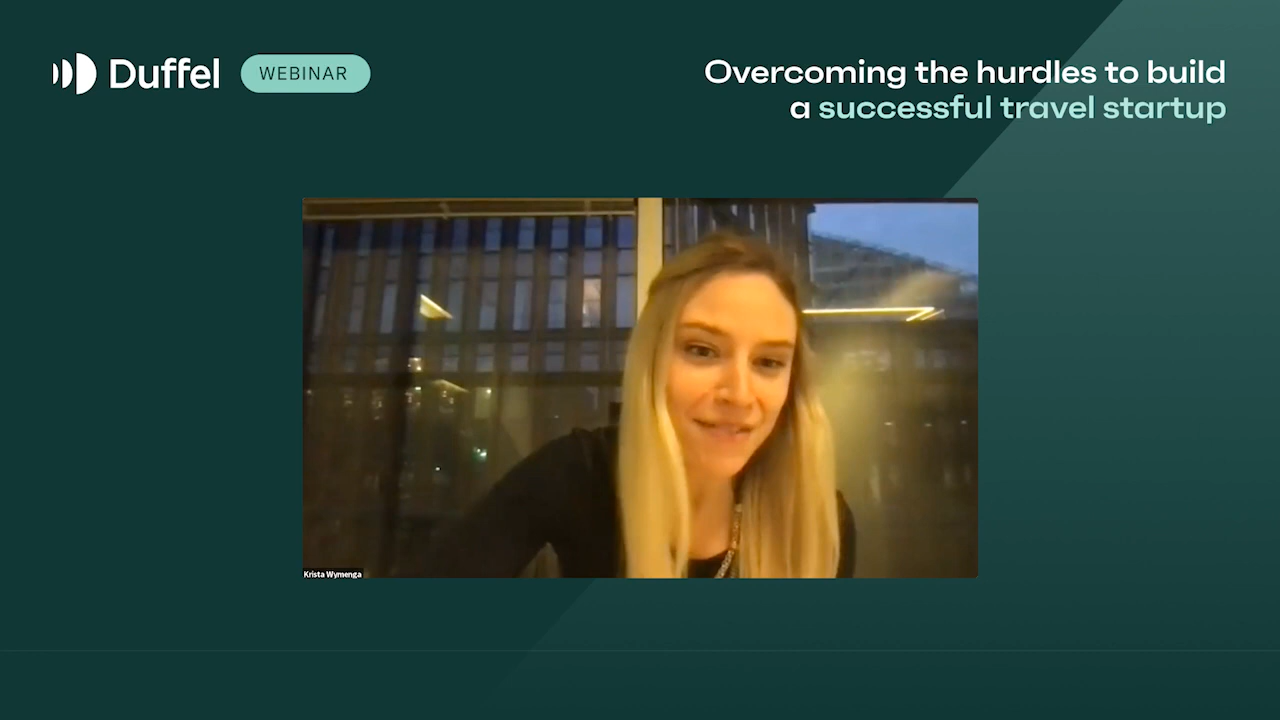 Duffel
WEBINAR
Overcoming the hurdles to build
a successful travel startup
Krista Wymenga